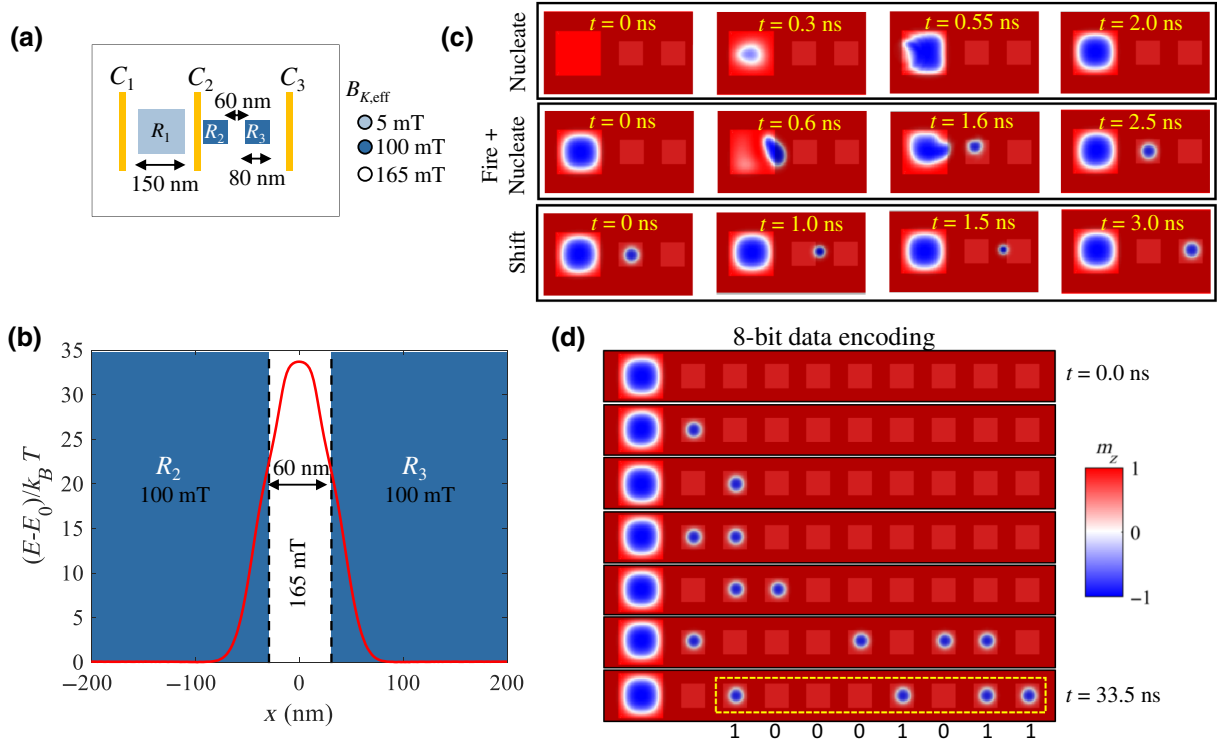 (a)
C1 C2 C3
60 nm
R1 R2 R3
150 nm
80 nm
B_K,eff
5 mT
100 mT
165 mT
(c)
Nucleate
t = 0 ns
t = 0.3 ns
t = 0.55 ns
t = 2.0 ns
Fire +
Nucleate
t = 0 ns
t = 0.6 ns
t = 1.6 ns
t = 2.5 ns
Shift
t = 0 ns
t = 1.0 ns
t = 1.5 ns
t = 3.0 ns
(b)
(E-E0)/kB T
35
30
25
20
15
10
5
0
R2
100 mT
60 nm
165 mT
R3
100 mT
−200 −100 0 100 200
x (nm)
(d)
8-bit data encoding
t = 0.0 ns
t = 33.5 ns
mz
1
0
−1
1 0 0 0 1 0 1 1